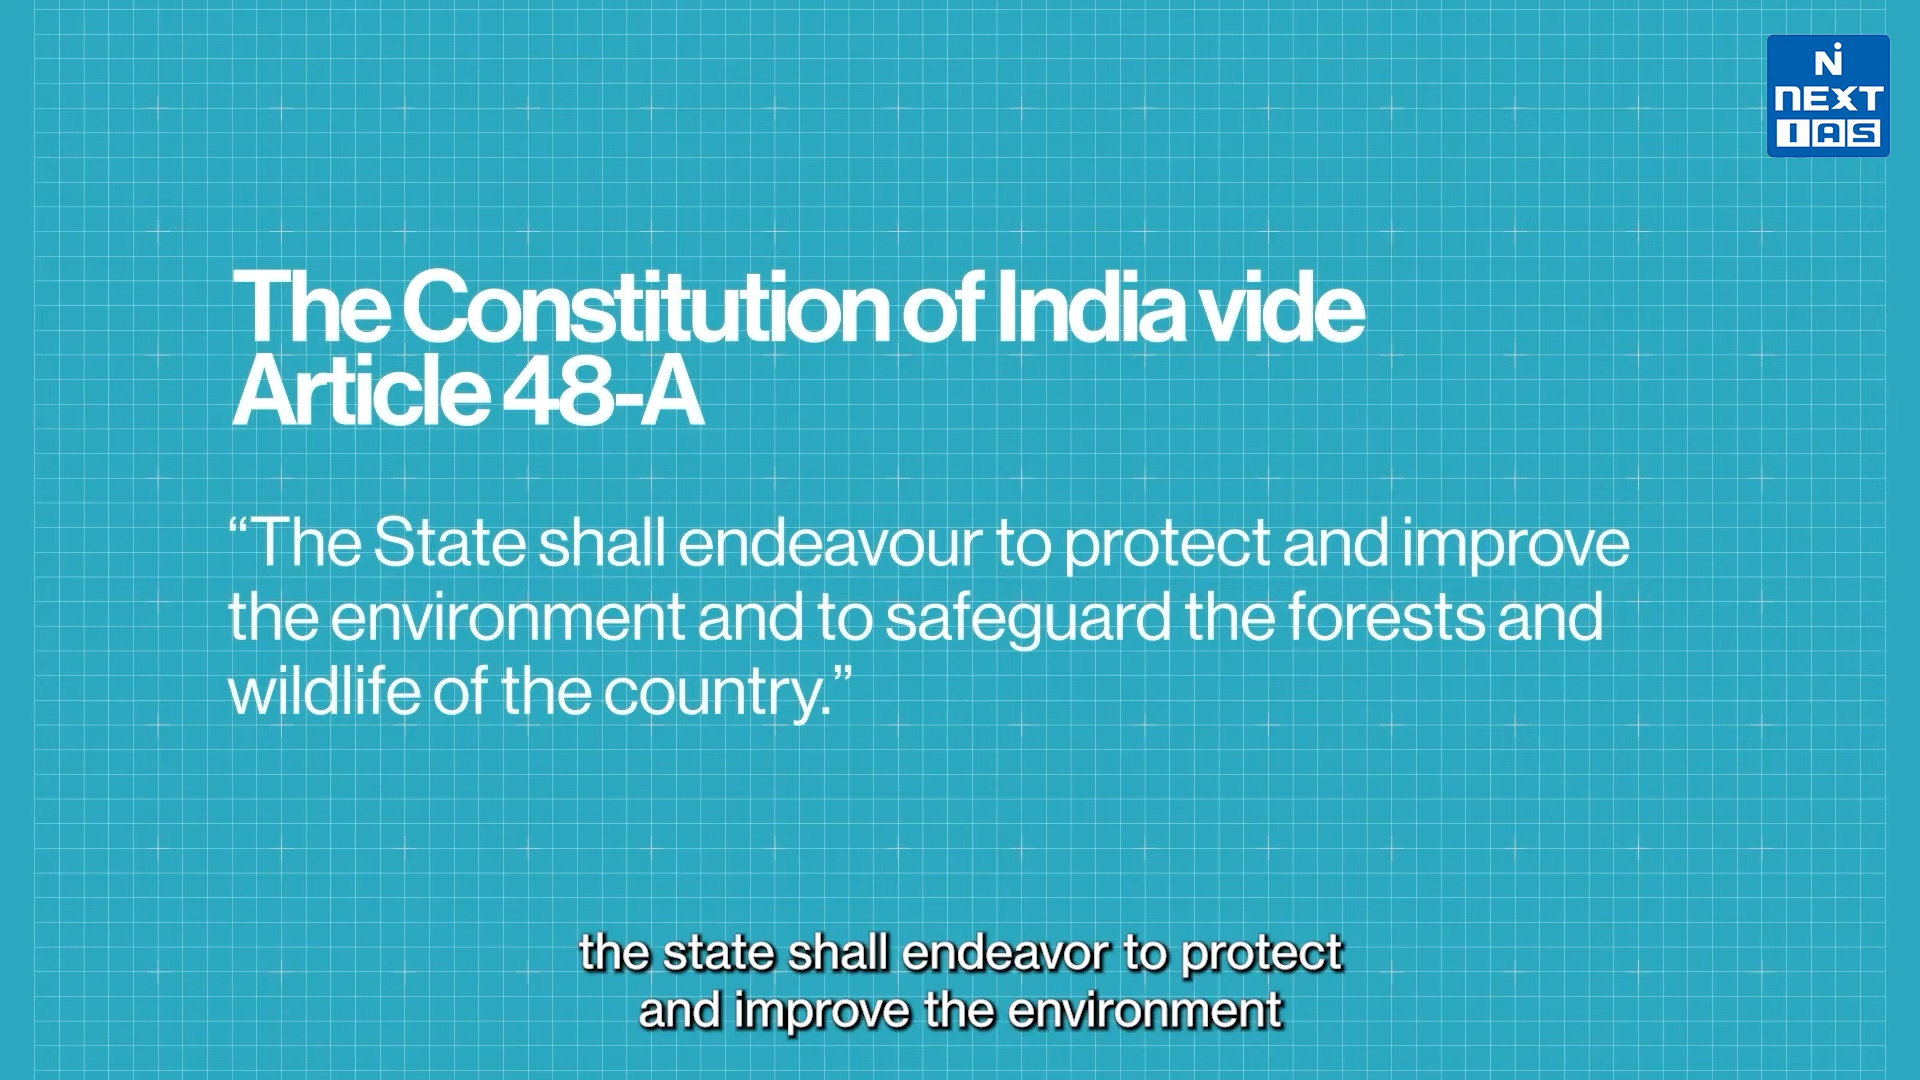 Ni
NEXT
IAS
The Constitution of India vide
Article 48-A
“The State shall endeavour to protect and improve
the environment and to safeguard the forests and
wildlife of the country.”
the state shall endeavor to protect
and improve the environment